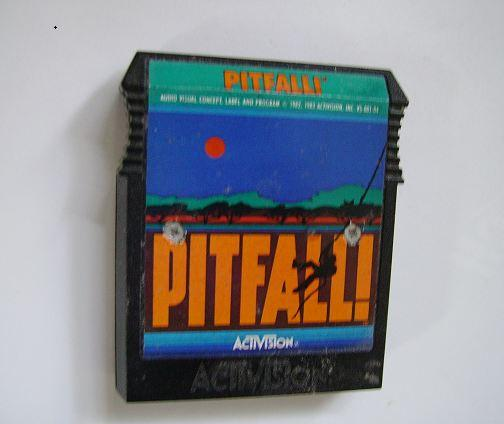 PITFALL!
AUDIO VISUAL CONCEPT, LABEL AND PROGRAM © 1982, 1983 ACTIVISION, INC.
PITFALL!
ACTIVISION
ACTIVISION